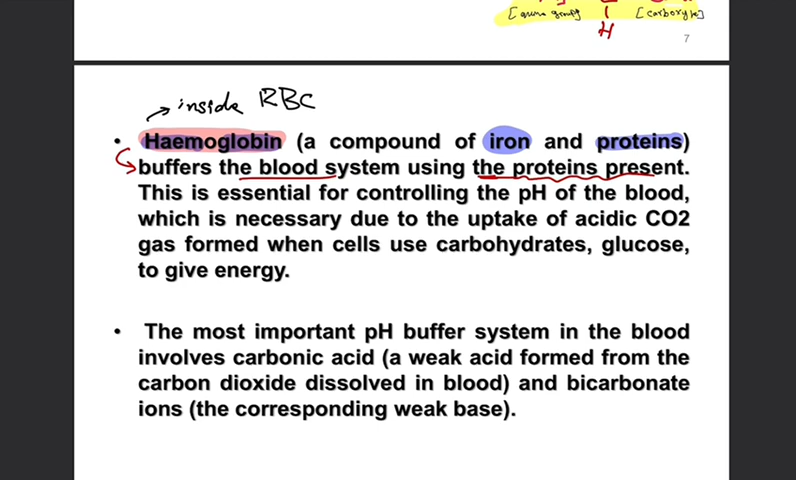 [amino group]
[carboxyle]
H
7
→ inside RBC
• Haemoglobin (a compound of iron and proteins)
buffers the blood system using the proteins present.
This is essential for controlling the pH of the blood,
which is necessary due to the uptake of acidic CO2
gas formed when cells use carbohydrates, glucose,
to give energy.
• The most important pH buffer system in the blood
involves carbonic acid (a weak acid formed from the
carbon dioxide dissolved in blood) and bicarbonate
ions (the corresponding weak base).